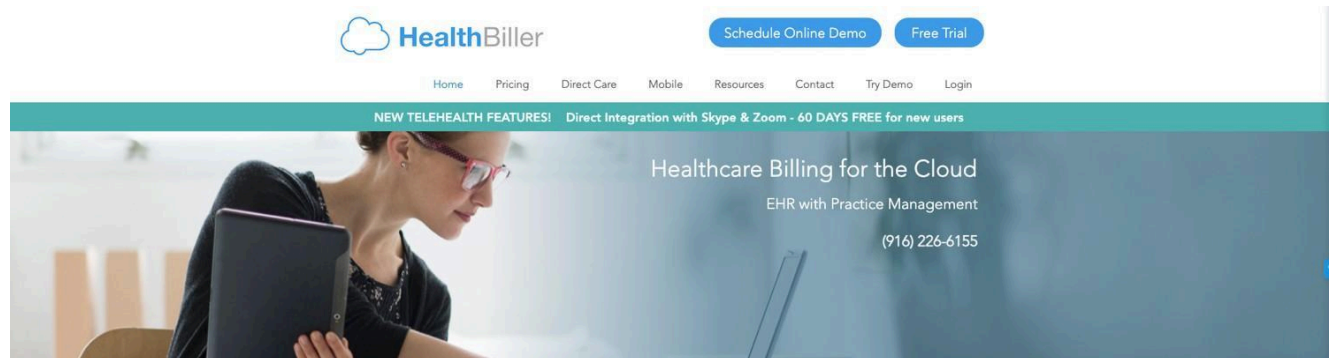 HealthBiller
Schedule Online Demo
Free Trial
Home Pricing Direct Care Mobile Resources Contact Try Demo Login
NEW TELEHEALTH FEATURES! Direct Integration with Skype & Zoom - 60 DAYS FREE for new users
Healthcare Billing for the Cloud
EHR with Practice Management
(916) 226-6155